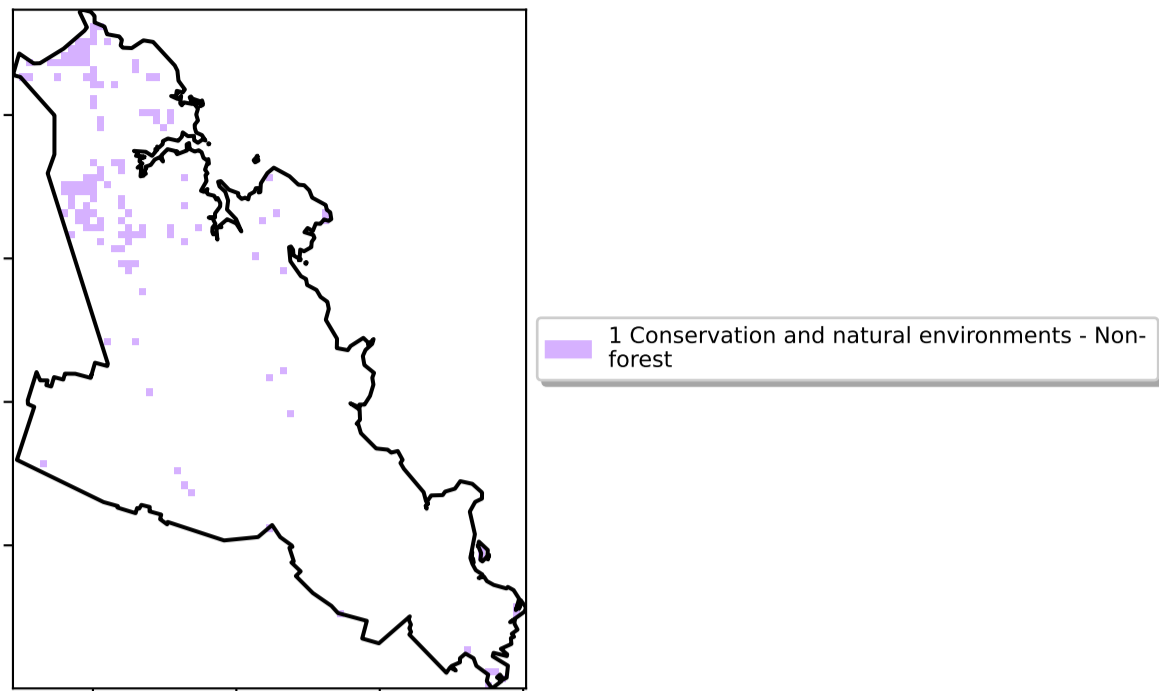 1 Conservation and natural environments - Non-
forest